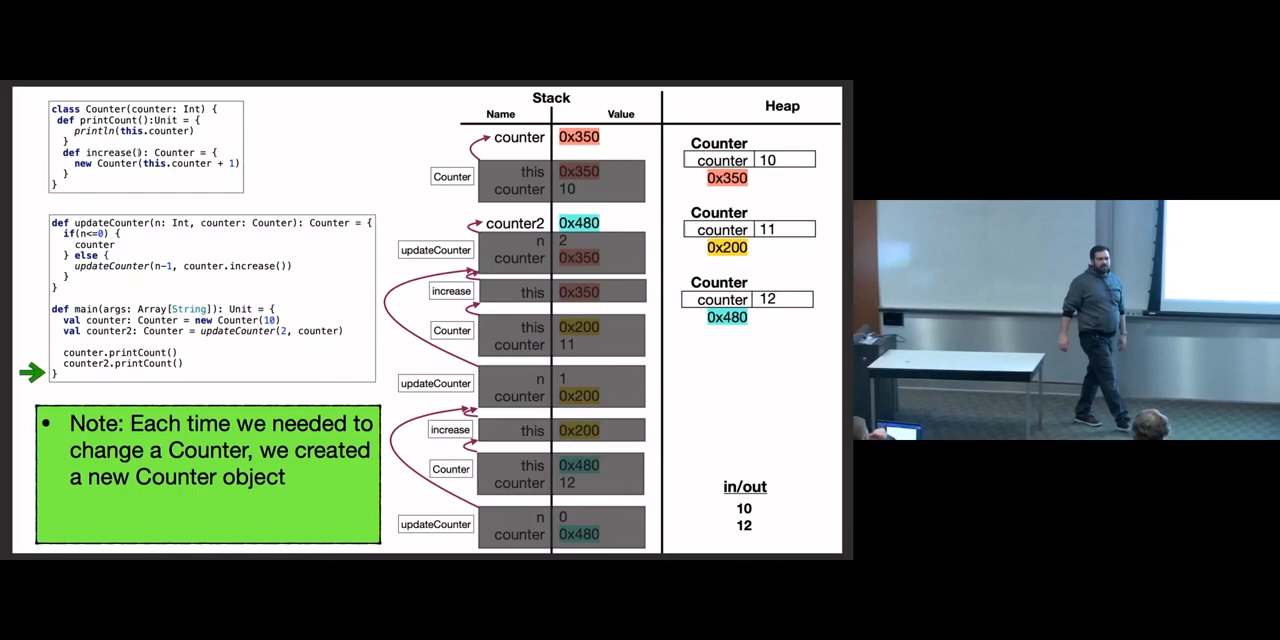 class Counter(counter: Int) {
def printCount():Unit = {
println(this.counter)
}
def increase(): Counter = {
new Counter(this.counter + 1)
}
}
def updateCounter(n: Int, counter: Counter): Counter = {
if(n<=0) {
counter
} else {
updateCounter(n-1, counter.increase())
}
}
def main(args: Array[String]): Unit = {
val counter: Counter = new Counter(10)
val counter2: Counter = updateCounter(2, counter)
counter.printCount()
counter2.printCount()
}
• Note: Each time we needed to
change a Counter, we created
a new Counter object
Stack
Name Value
counter 0x350
Counter
this 0x350
counter 10
counter2 0x480
updateCounter
n 2
counter 0x350
increase
this 0x350
Counter
this 0x200
counter 11
updateCounter
n 1
counter 0x200
increase
this 0x200
Counter
this 0x480
counter 12
updateCounter
n 0
counter 0x480
Heap
Counter
counter 10
0x350
Counter
counter 11
0x200
Counter
counter 12
0x480
in/out
10
12